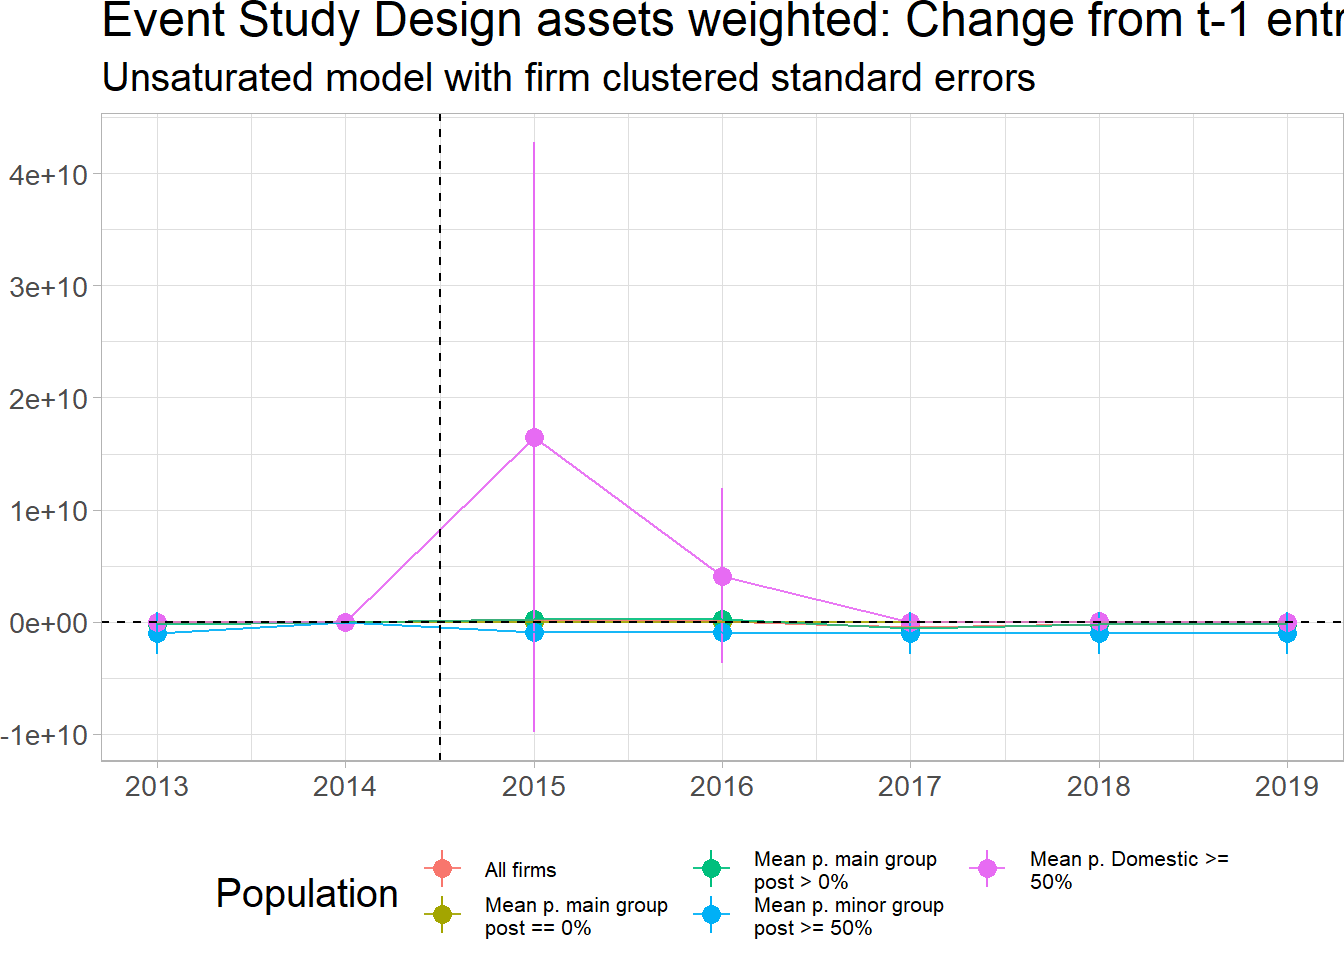 Event Study Design assets weighted: Change from t-1 entr
Unsaturated model with firm clustered standard errors
4e+10
3e+10
2e+10
1e+10
0e+00
-1e+10
2013 2014 2015 2016 2017 2018 2019
Population
All firms
Mean p. main group
post == 0%
Mean p. main group
post > 0%
Mean p. minor group
post >= 50%
Mean p. Domestic >=
50%